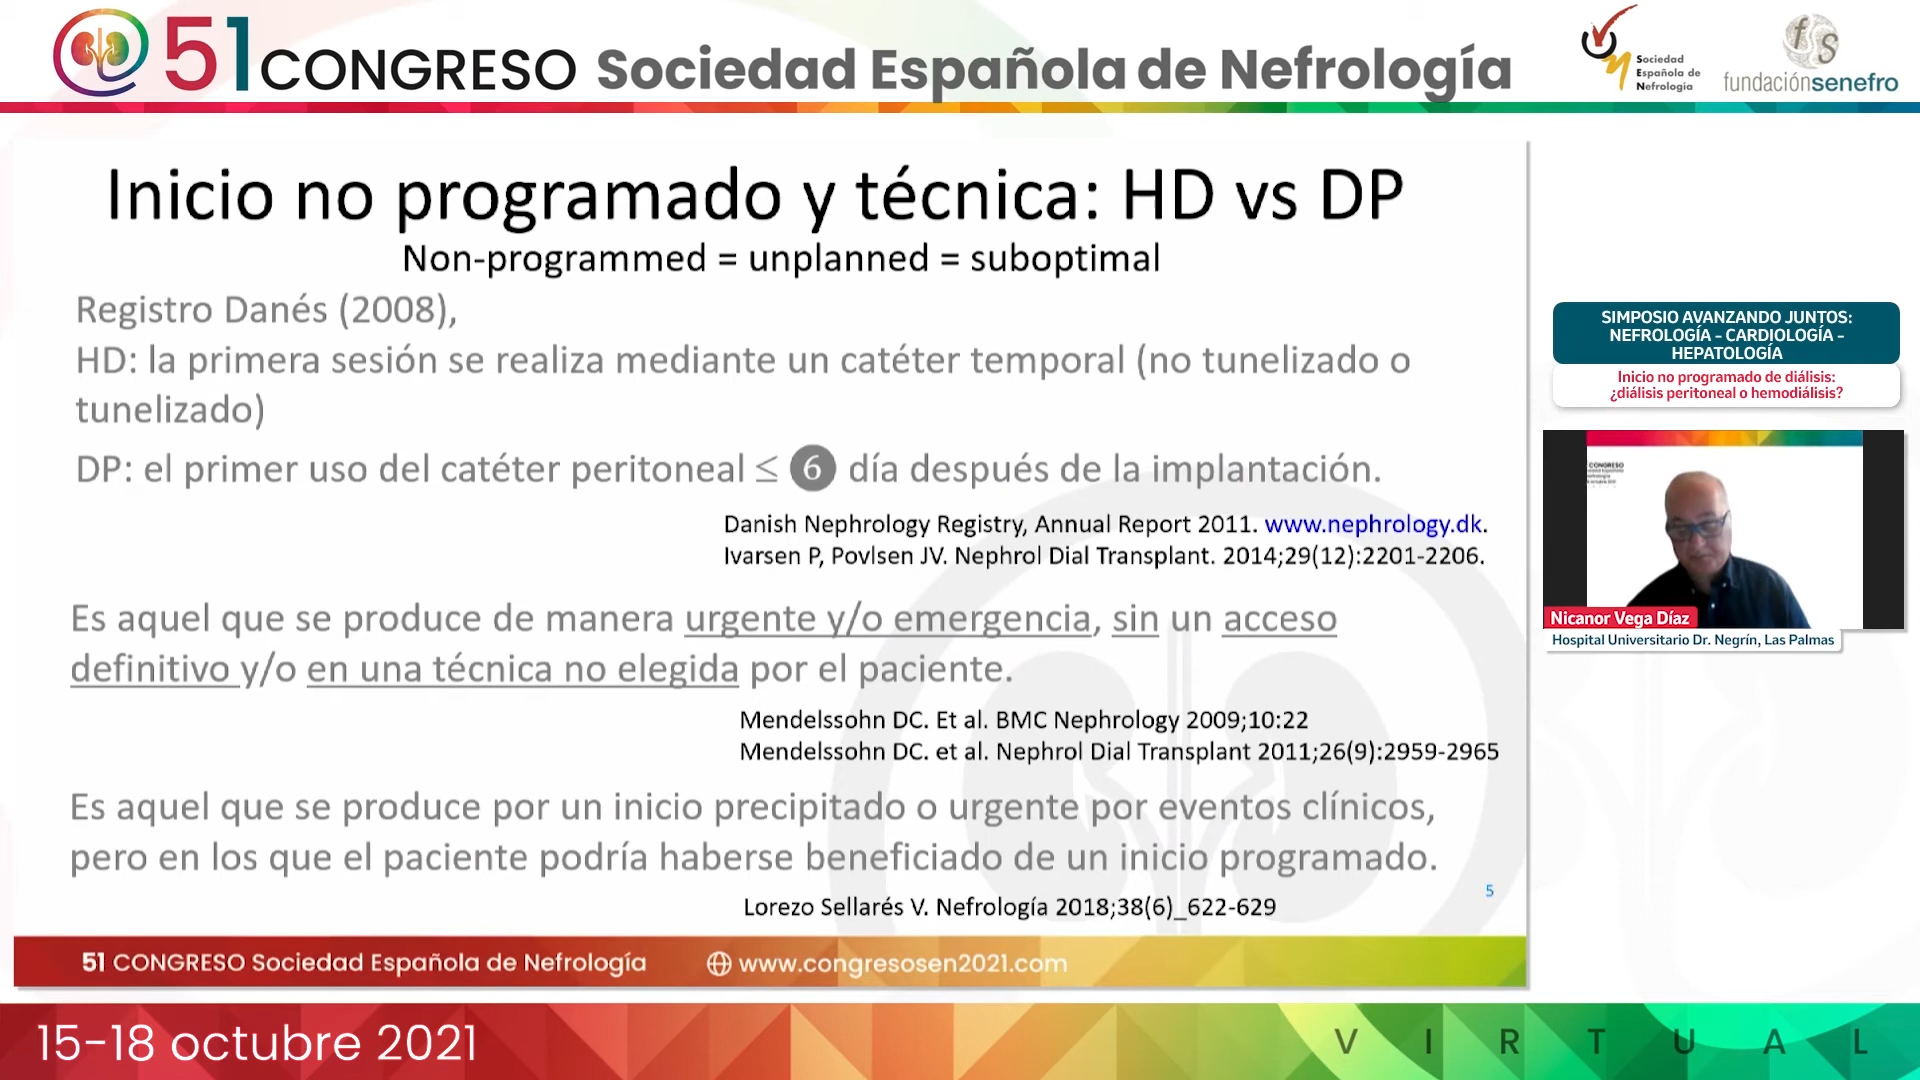 51 CONGRESO Sociedad Española de Nefrología
Sociedad
Española de
Nefrología
fs
fundaciónsenefro
Inicio no programado y técnica: HD vs DP
Non-programmed = unplanned = suboptimal
Registro Danés (2008),
HD: la primera sesión se realiza mediante un catéter temporal (no tunelizado o
tunelizado)
DP: el primer uso del catéter peritoneal ≤ 6 día después de la implantación.
Danish Nephrology Registry, Annual Report 2011. www.nephrology.dk.
Ivarsen P, Povlsen JV. Nephrol Dial Transplant. 2014;29(12):2201-2206.
Es aquel que se produce de manera urgente y/o emergencia, sin un acceso
definitivo y/o en una técnica no elegida por el paciente.
Mendelssohn DC. Et al. BMC Nephrology 2009;10:22
Mendelssohn DC. et al. Nephrol Dial Transplant 2011;26(9):2959-2965
Es aquel que se produce por un inicio precipitado o urgente por eventos clínicos,
pero en los que el paciente podría haberse beneficiado de un inicio programado.
5
Lorezo Sellarés V. Nefrología 2018;38(6)_622-629
51 CONGRESO Sociedad Española de Nefrología
www.congresosen2021.com
SIMPOSIO AVANZANDO JUNTOS:
NEFROLOGÍA - CARDIOLOGÍA -
HEPATOLOGÍA
Inicio no programado de diálisis:
¿diálisis peritoneal o hemodiálisis?
CONGRESO
Nicanor Vega Díaz
Hospital Universitario Dr. Negrín, Las Palmas
15-18 octubre 2021
VIRTUAL